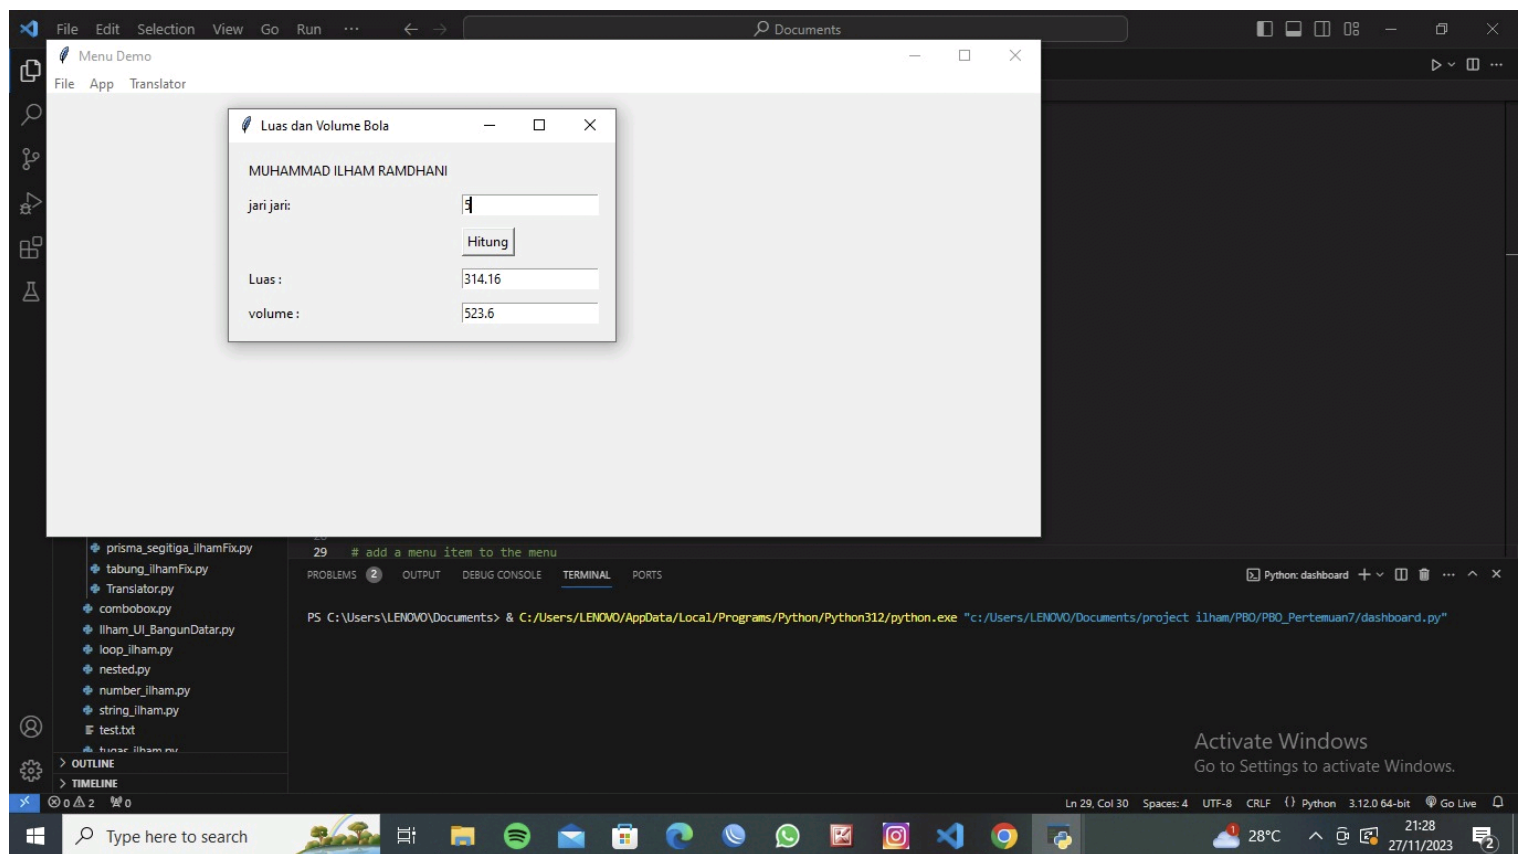 File Edit Selection View Go Run ··· Documents
Menu Demo
File App Translator
Luas dan Volume Bola
MUHAMMAD ILHAM RAMDHANI
jari jari: 5
Hitung
Luas : 314.16
volume : 523.6
prisma_segitiga_ilhamFix.py
tabung_ilhamFix.py
Translator.py
combobox.py
Ilham_UI_BangunDatar.py
loop_ilham.py
nested.py
number_ilham.py
string_ilham.py
test.txt
tugas_ilham.py
OUTLINE
TIMELINE
29 # add a menu item to the menu
PROBLEMS 2 OUTPUT DEBUG CONSOLE TERMINAL PORTS Python: dashboard
PS C:\Users\LENOVO\Documents> & C:/Users/LENOVO/AppData/Local/Programs/Python/Python312/python.exe "c:/Users/LENOVO/Documents/project ilham/PBO/PBO_Pertemuan7/dashboard.py"
Activate Windows
Go to Settings to activate Windows.
0 2 0 Ln 29, Col 30 Spaces: 4 UTF-8 CRLF {} Python 3.12.0 64-bit Go Live
Type here to search 1 28°C 21:28
27/11/2023 2